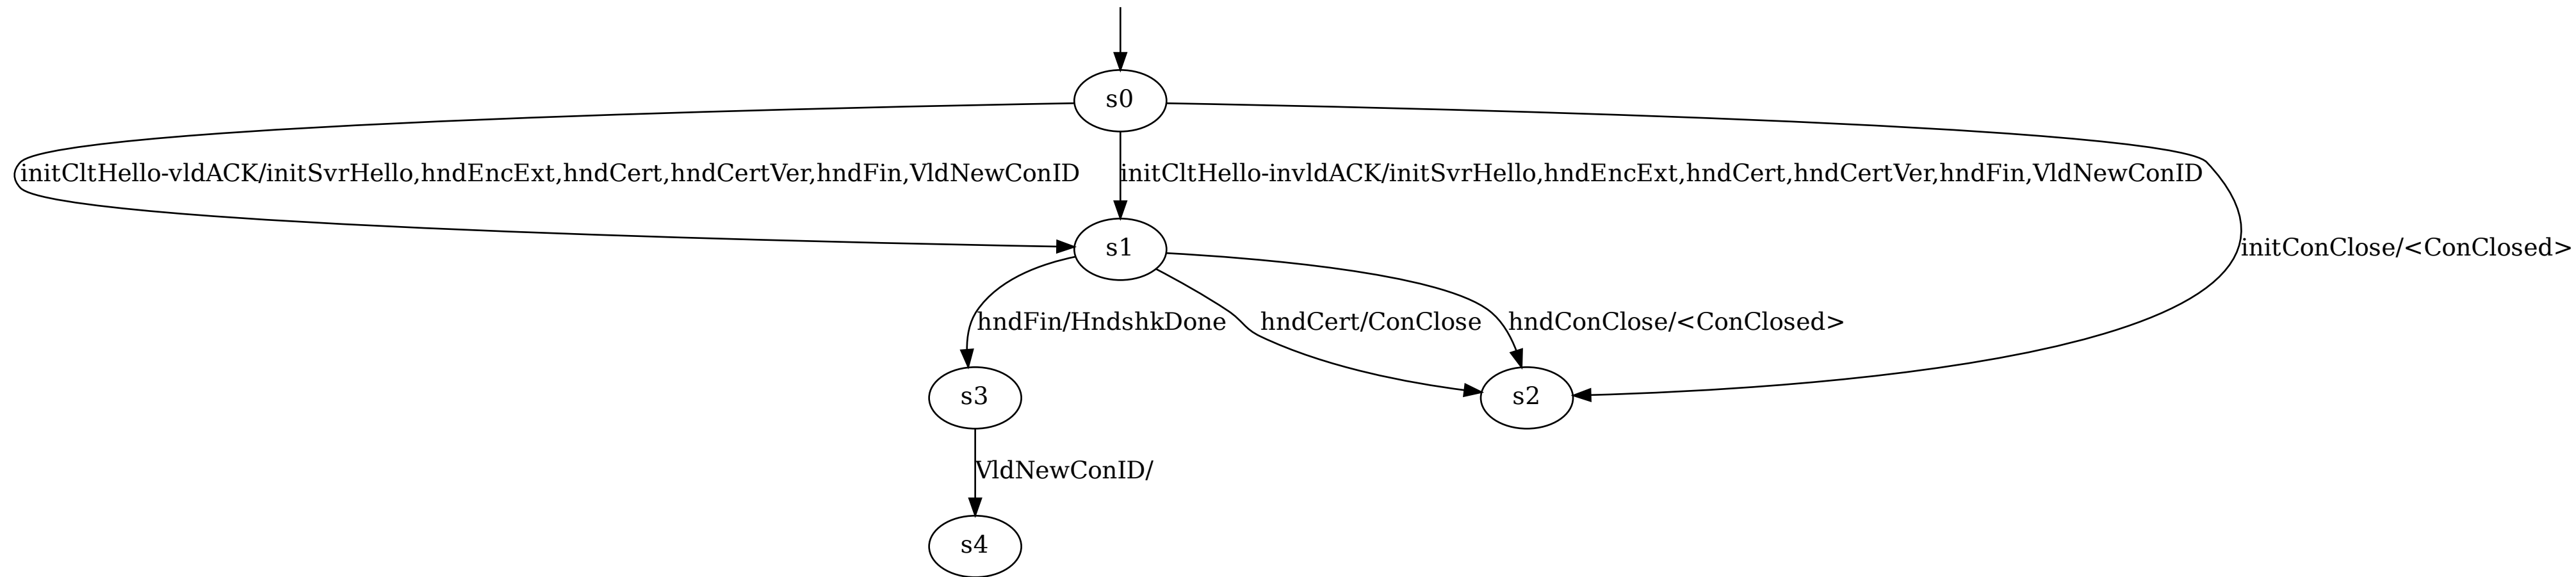 s0
initCltHello-vldACK/initSvrHello,hndEncExt,hndCert,hndCertVer,hndFin,VldNewConID
initCltHello-invldACK/initSvrHello,hndEncExt,hndCert,hndCertVer,hndFin,VldNewConID
s1
initConClose/<ConClosed>
hndFin/HndshkDone
hndCert/ConClose
hndConClose/<ConClosed>
s3
s2
VldNewConID/
s4